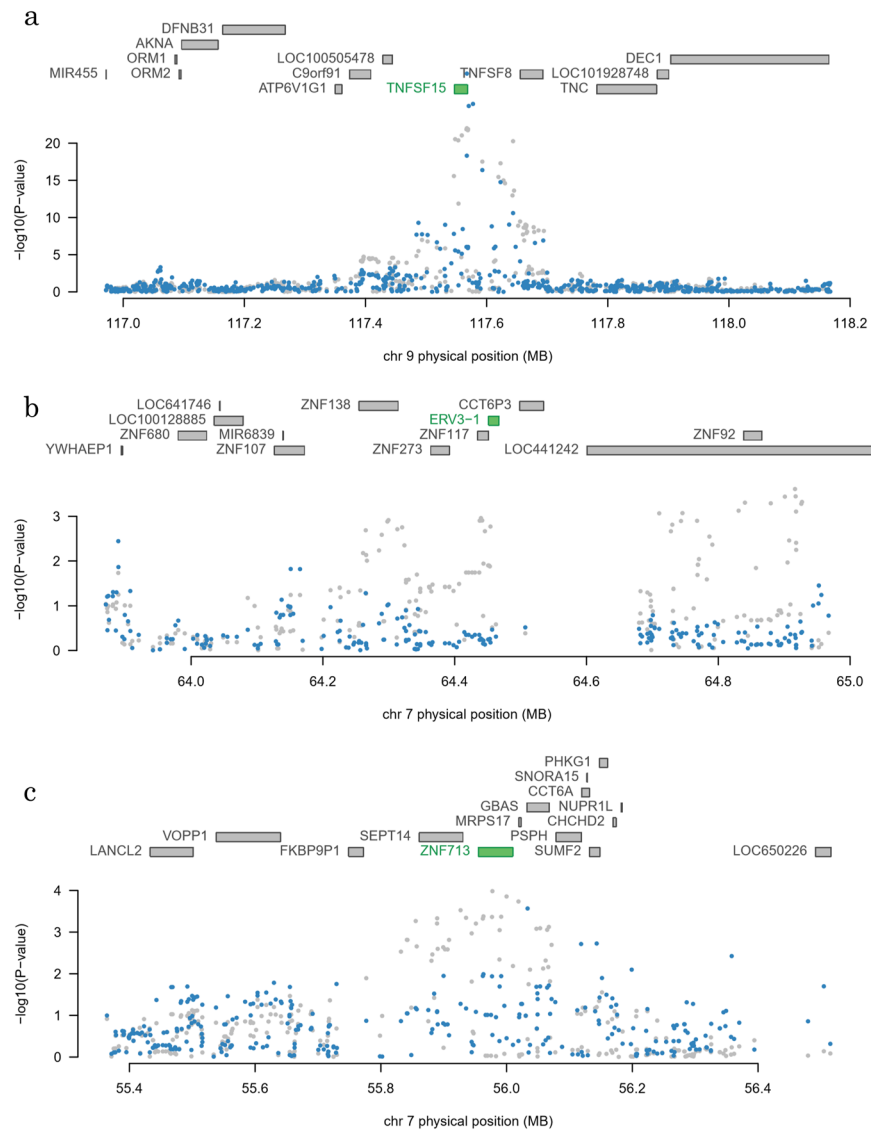 a
DFNB31
AKNA
ORM1 LOC100505478 DEC1
MIR455 ORM2 C9orf91 TNFSF8 LOC101928748
ATP6V1G1 TNFSF15 TNC
-log10(P-value)
20
15
10
5
0
117.0 117.2 117.4 117.6 117.8 118.0 118.2
chr 9 physical position (MB)
b
LOC641746 ZNF138 CCT6P3
LOC100128885 ERV3-1
ZNF680 MIR6839 ZNF117 ZNF92
YWHAEP1 ZNF107 ZNF273 LOC441242
-log10(P-value)
3
2
1
0
64.0 64.2 64.4 64.6 64.8 65.0
chr 7 physical position (MB)
c
PHKG1
SNORA15
CCT6A
GBAS NUPR1L
MRPS17 CHCHD2
VOPP1 SEPT14 PSPH
LANCL2 FKBP9P1 ZNF713 SUMF2 LOC650226
-log10(P-value)
4
3
2
1
0
55.4 55.6 55.8 56.0 56.2 56.4
chr 7 physical position (MB)